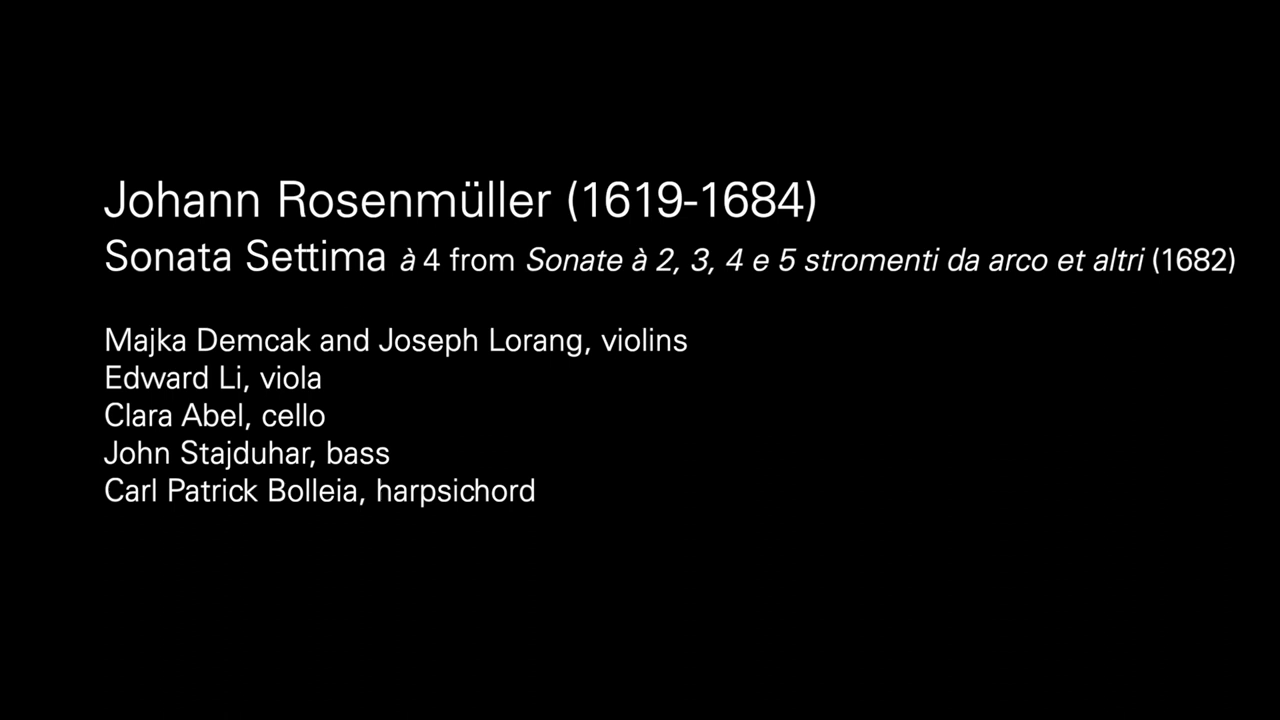 Johann Rosenmüller (1619-1684)
Sonata Settima à 4 from Sonate à 2, 3, 4 e 5 stromenti da arco et altri (1682)
Majka Demcak and Joseph Lorang, violins
Edward Li, viola
Clara Abel, cello
John Stajduhar, bass
Carl Patrick Bolleia, harpsichord